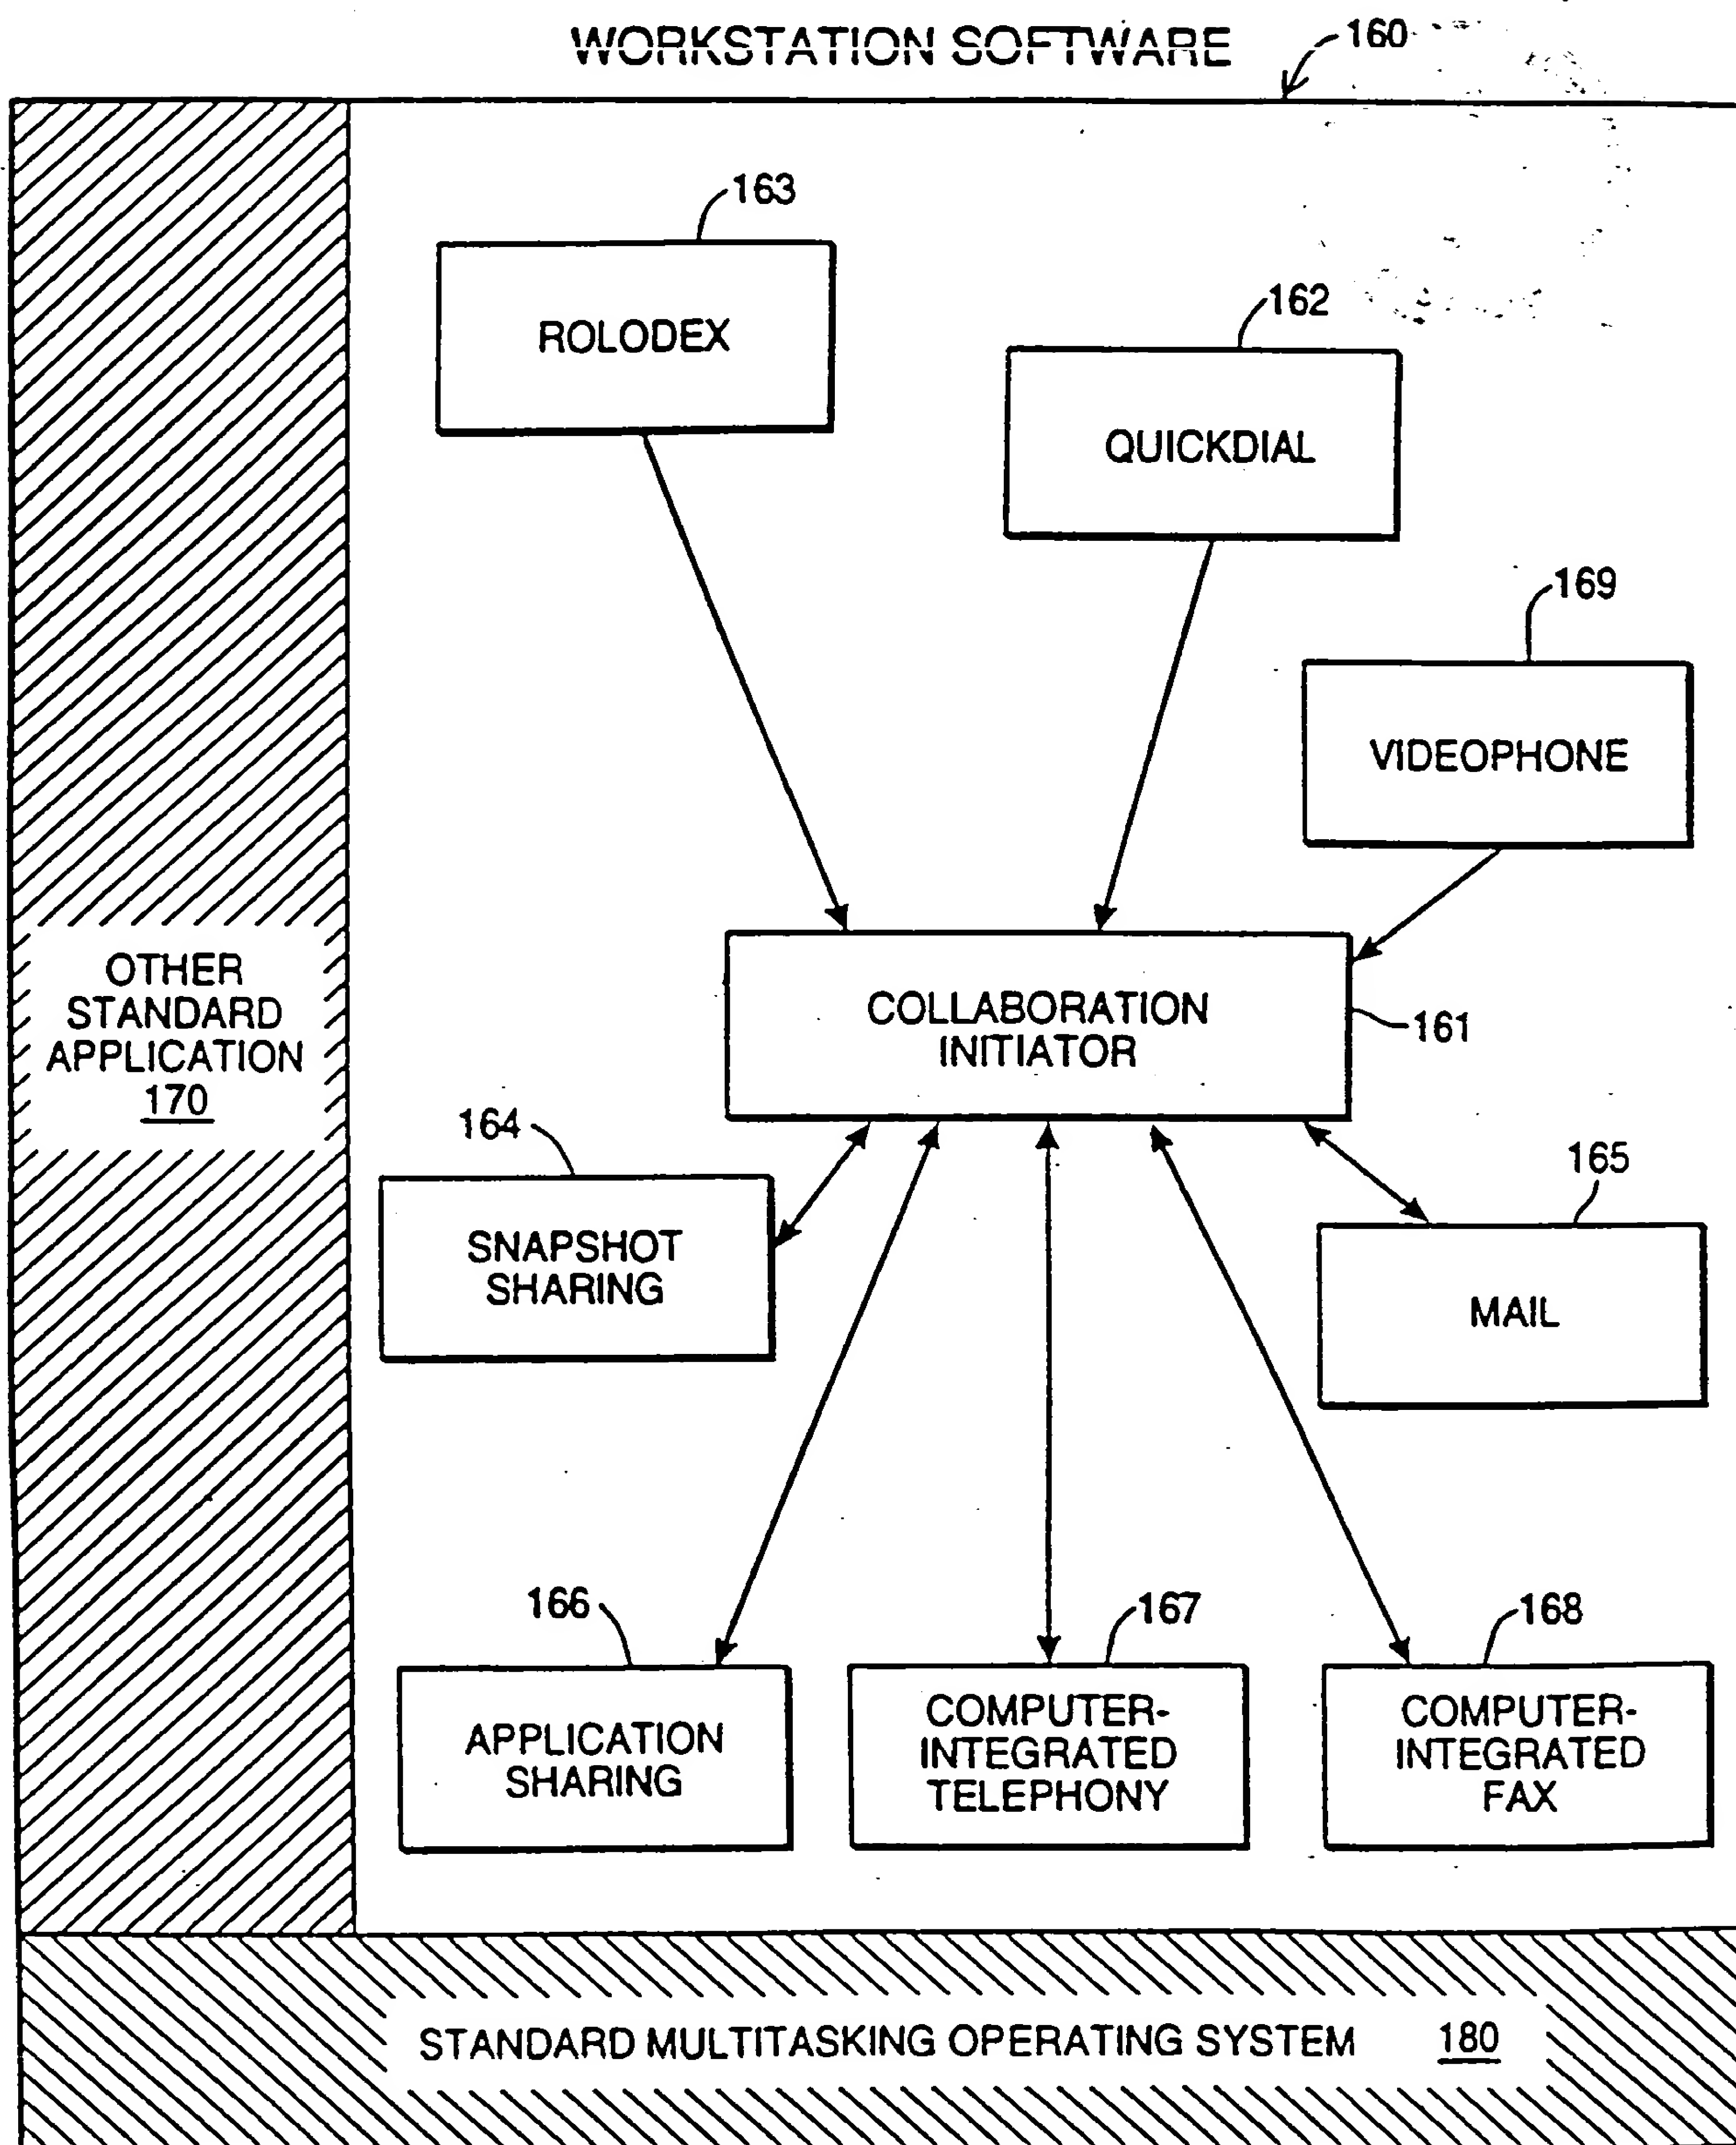 WORKSTATION SOFTWARE
160
163
ROLODEX
162
QUICKDIAL
169
VIDEOPHONE
COLLABORATION
INITIATOR
161
OTHER
STANDARD
APPLICATION
170
164
SNAPSHOT
SHARING
165
MAIL
166
APPLICATION
SHARING
167
COMPUTER-
INTEGRATED
TELEPHONY
168
COMPUTER-
INTEGRATED
FAX
STANDARD MULTITASKING OPERATING SYSTEM 180